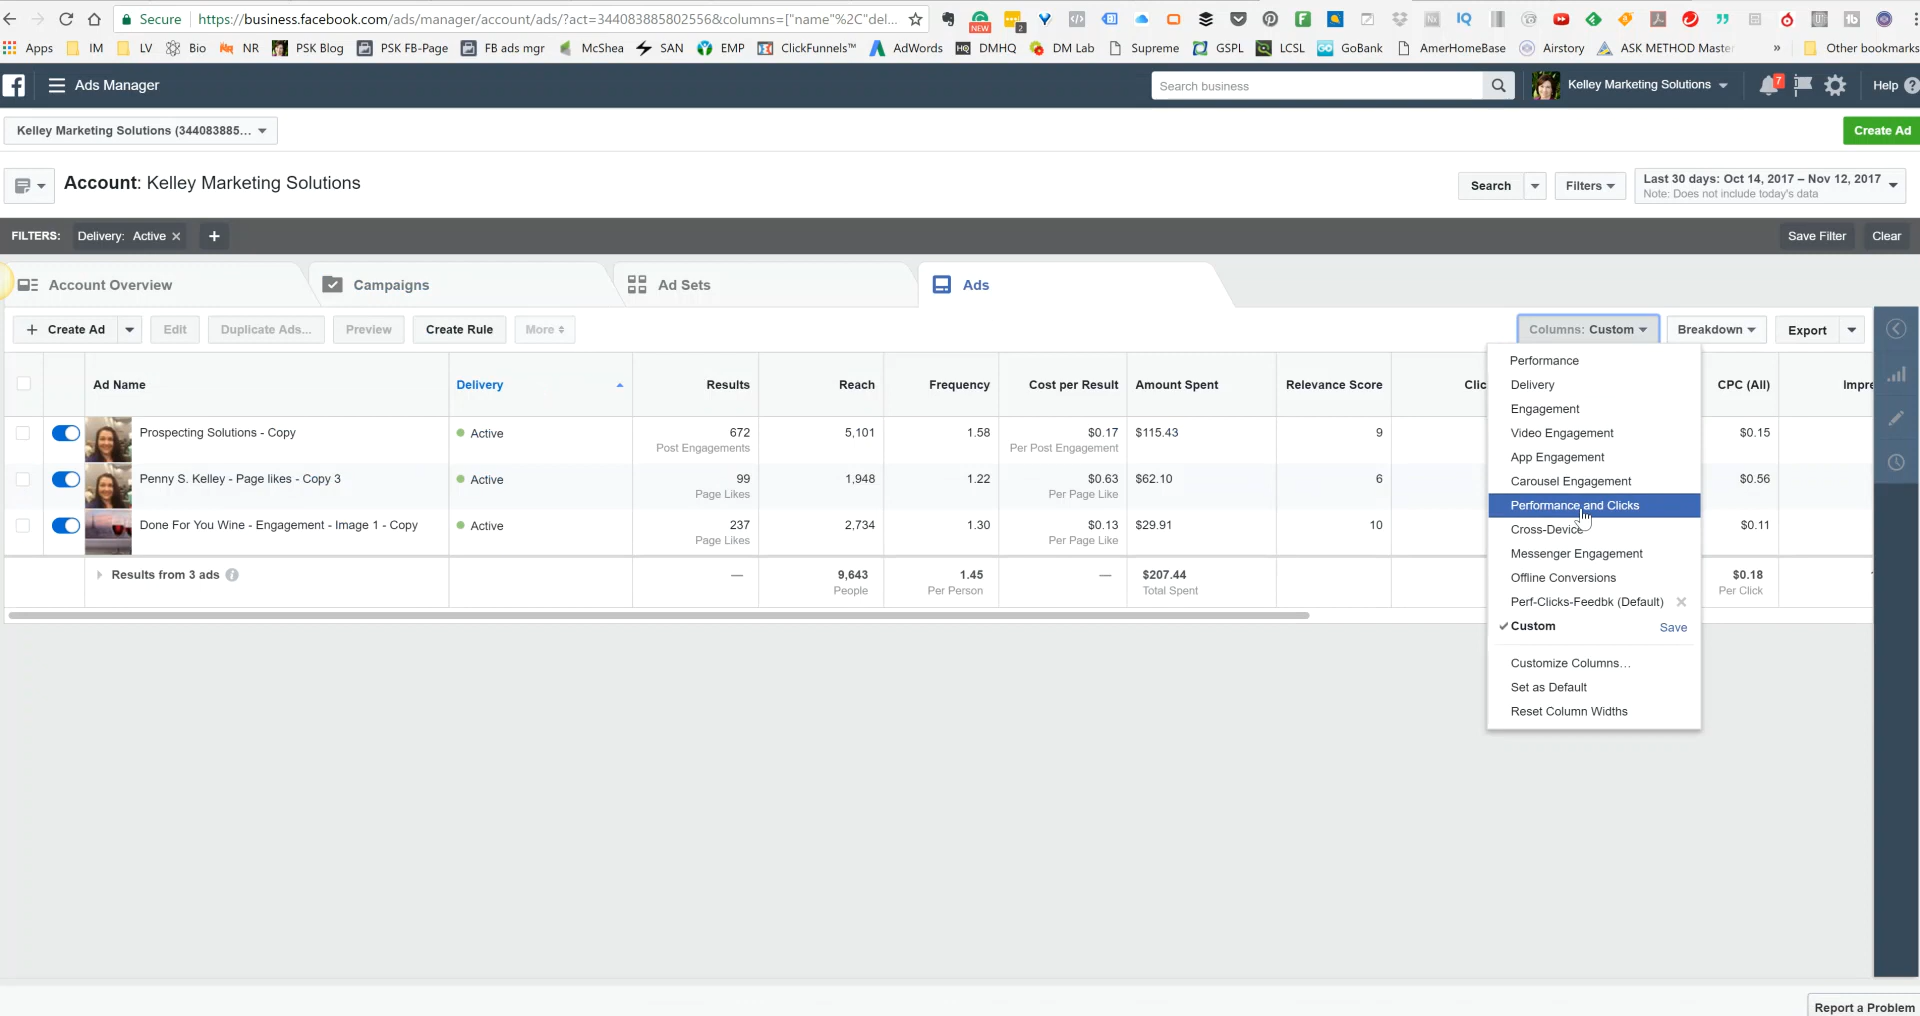 Secure https://business.facebook.com/ads/manager/account/ads/?act=344083885802556&columns=["name"%2C"del...
NEW
2
IQ
Apps IM LV Bio NR PSK Blog PSK FB-Page FB ads mgr McShea SAN EMP ClickFunnels™ AdWords DMHQ DM Lab Supreme GSPL LCSL GoBank AmerHomeBase Airstory ASK METHOD Maste » Other bookmarks
Ads Manager Search business Kelley Marketing Solutions 7 Help
Kelley Marketing Solutions (344083885... Create Ad
Account: Kelley Marketing Solutions Search Filters Last 30 days: Oct 14, 2017 – Nov 12, 2017
Note: Does not include today's data
FILTERS: Delivery: Active × + Save Filter Clear
Account Overview Campaigns Ad Sets Ads
+ Create Ad Edit Duplicate Ads... Preview Create Rule More Columns: Custom Breakdown Export
Ad Name Delivery Results Reach Frequency Cost per Result Amount Spent Relevance Score Clic CPC (All) Impre
Prospecting Solutions - Copy Active 672 5,101 1.58 $0.17 $115.43 9 $0.15
Post Engagements Per Post Engagement
Penny S. Kelley - Page likes - Copy 3 Active 99 1,948 1.22 $0.63 $62.10 6 $0.56
Page Likes Per Page Like
Done For You Wine - Engagement - Image 1 - Copy Active 237 2,734 1.30 $0.13 $29.91 10 $0.11
Page Likes Per Page Like
Results from 3 ads — 9,643 1.45 — $207.44 $0.18
People Per Person Total Spent Per Click
Performance
Delivery
Engagement
Video Engagement
App Engagement
Carousel Engagement
Performance and Clicks
Cross-Device
Messenger Engagement
Offline Conversions
Perf-Clicks-Feedbk (Default) ×
Custom Save
Customize Columns...
Set as Default
Reset Column Widths
Report a Problem